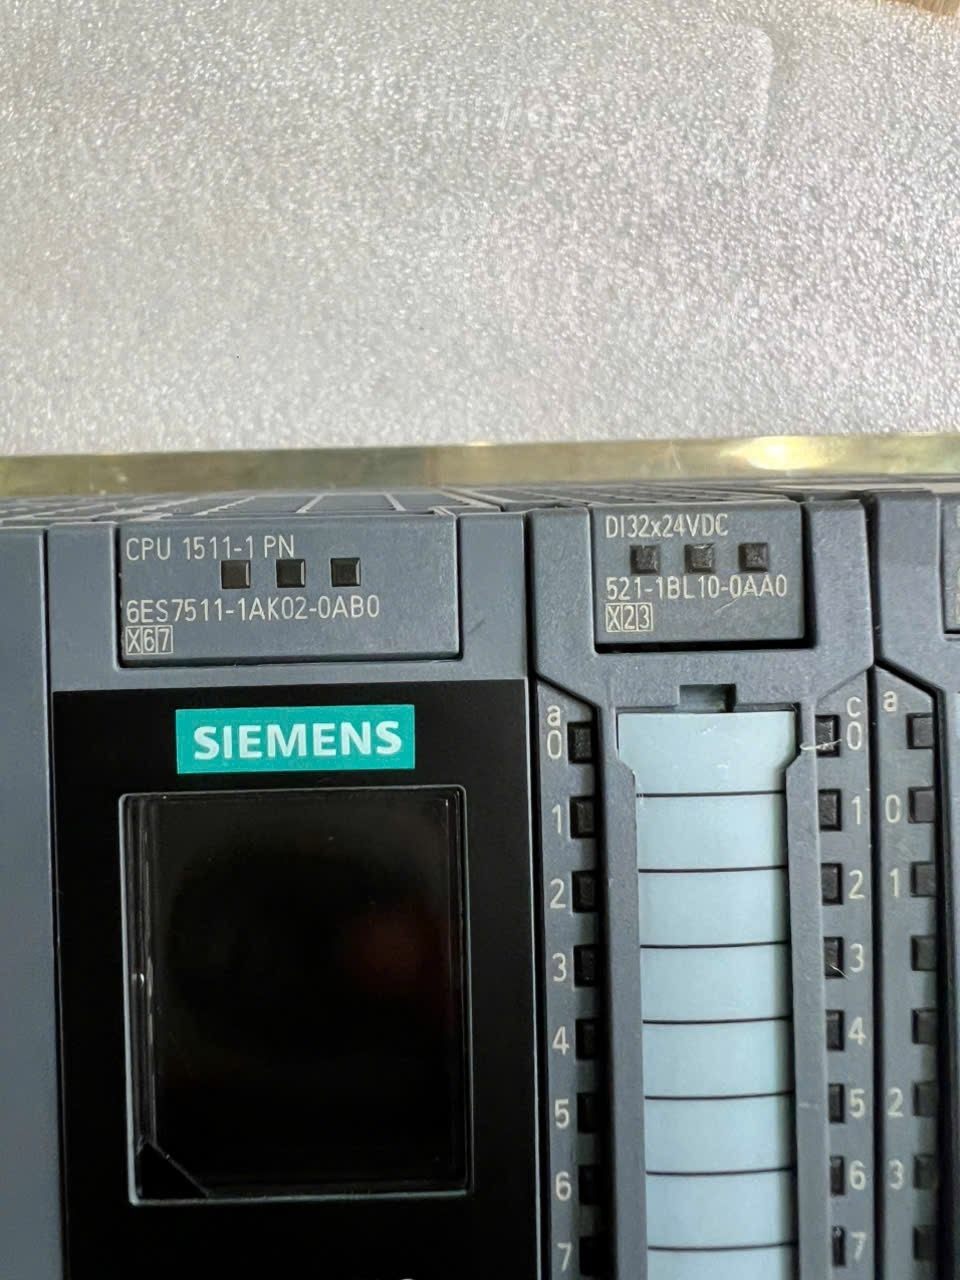 CPU 1511-1 PN
6ES7511-1AK02-0AB0
X67
SIEMENS
DI32x24VDC
521-1BL10-0AA0
X23
a
0
1
2
3
4
5
6
7
c
0
1
2
3
4
5
6
7
a
0
1
2
3